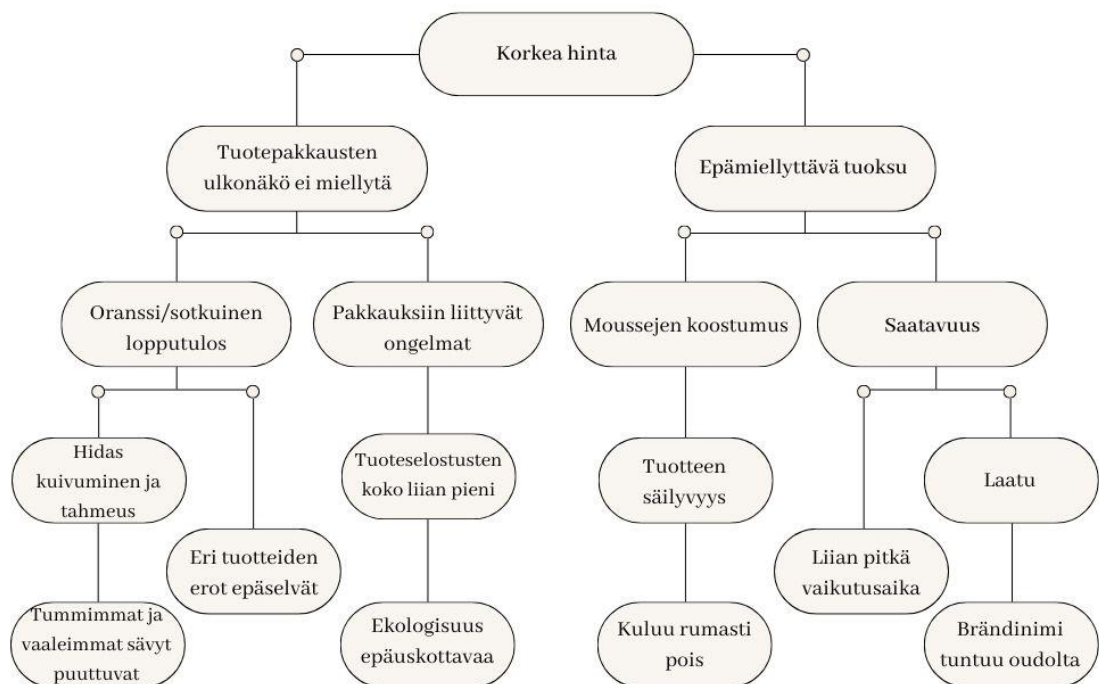 Korkea hinta
Tuotepakkausten
ulkonäkö ei miellytä
Epämiellyttävä tuoksu
Oranssi/sotkuinen
lopputulos
Pakkauksiin liittyvät
ongelmat
Moussejen koostumus
Saatavuus
Hidas
kuivuminen ja
tahmeus
Tuoteselostusten
koko liian pieni
Tuotteen
säilyvyys
Laatu
Eri tuotteiden
erot epäselvät
Liian pitkä
vaikutusaika
Tummimmat ja
vaaleimmat sävyt
puuttuvat
Ekologisuus
epäuskottavaa
Kuluu rumasti
pois
Brändinimi
tuntuu oudolta